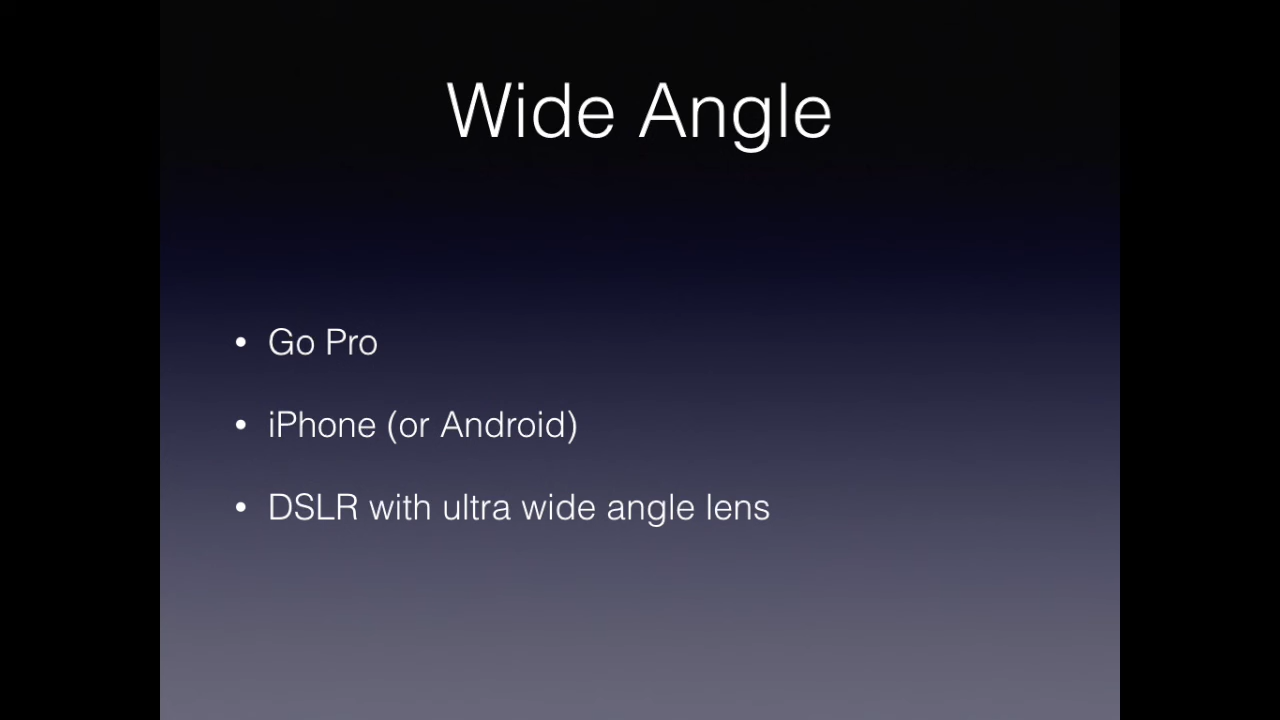 Wide Angle
• Go Pro
• iPhone (or Android)
• DSLR with ultra wide angle lens